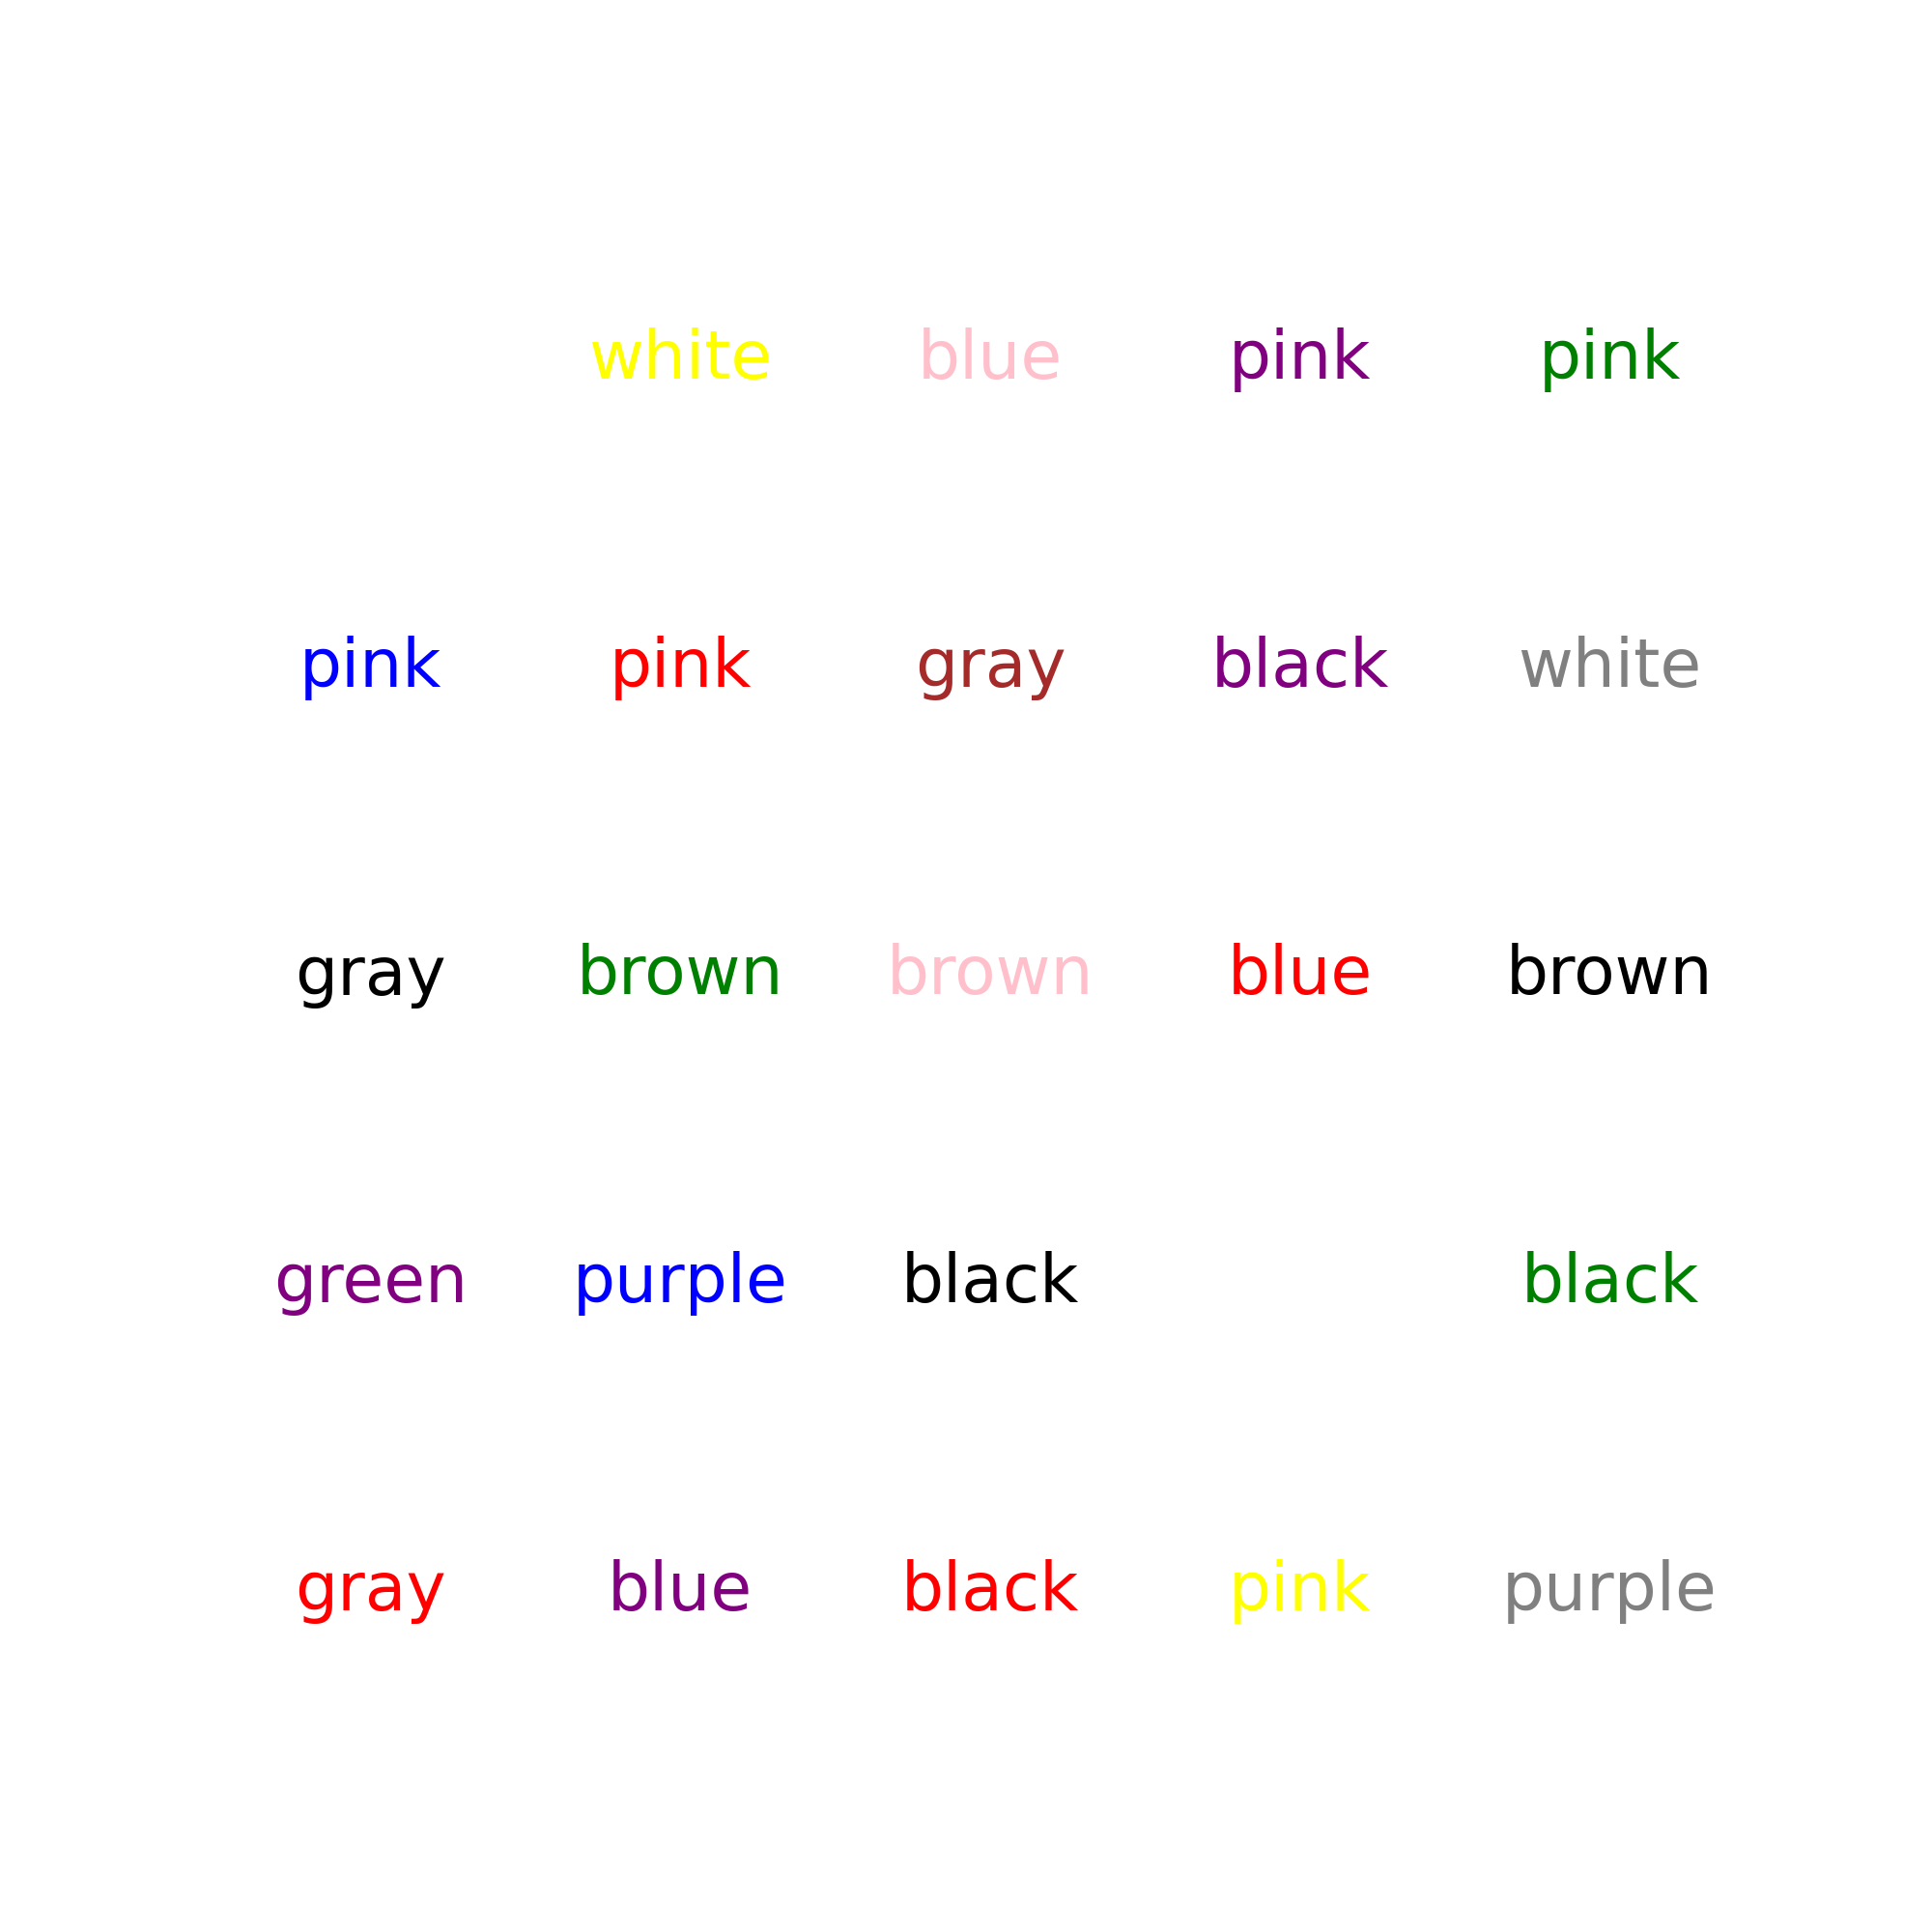 white blue pink pink
pink pink gray black white
gray brown brown blue brown
green purple black black
gray blue black pink purple